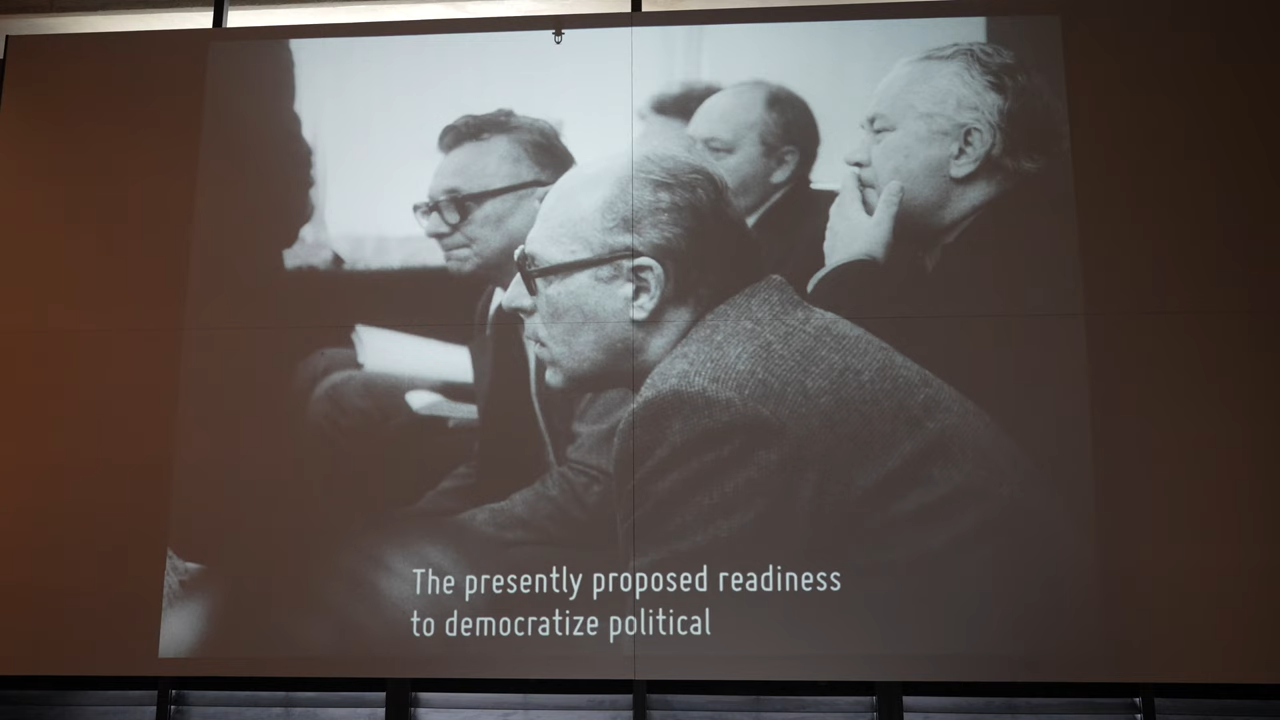 The presently proposed readiness
to democratize political